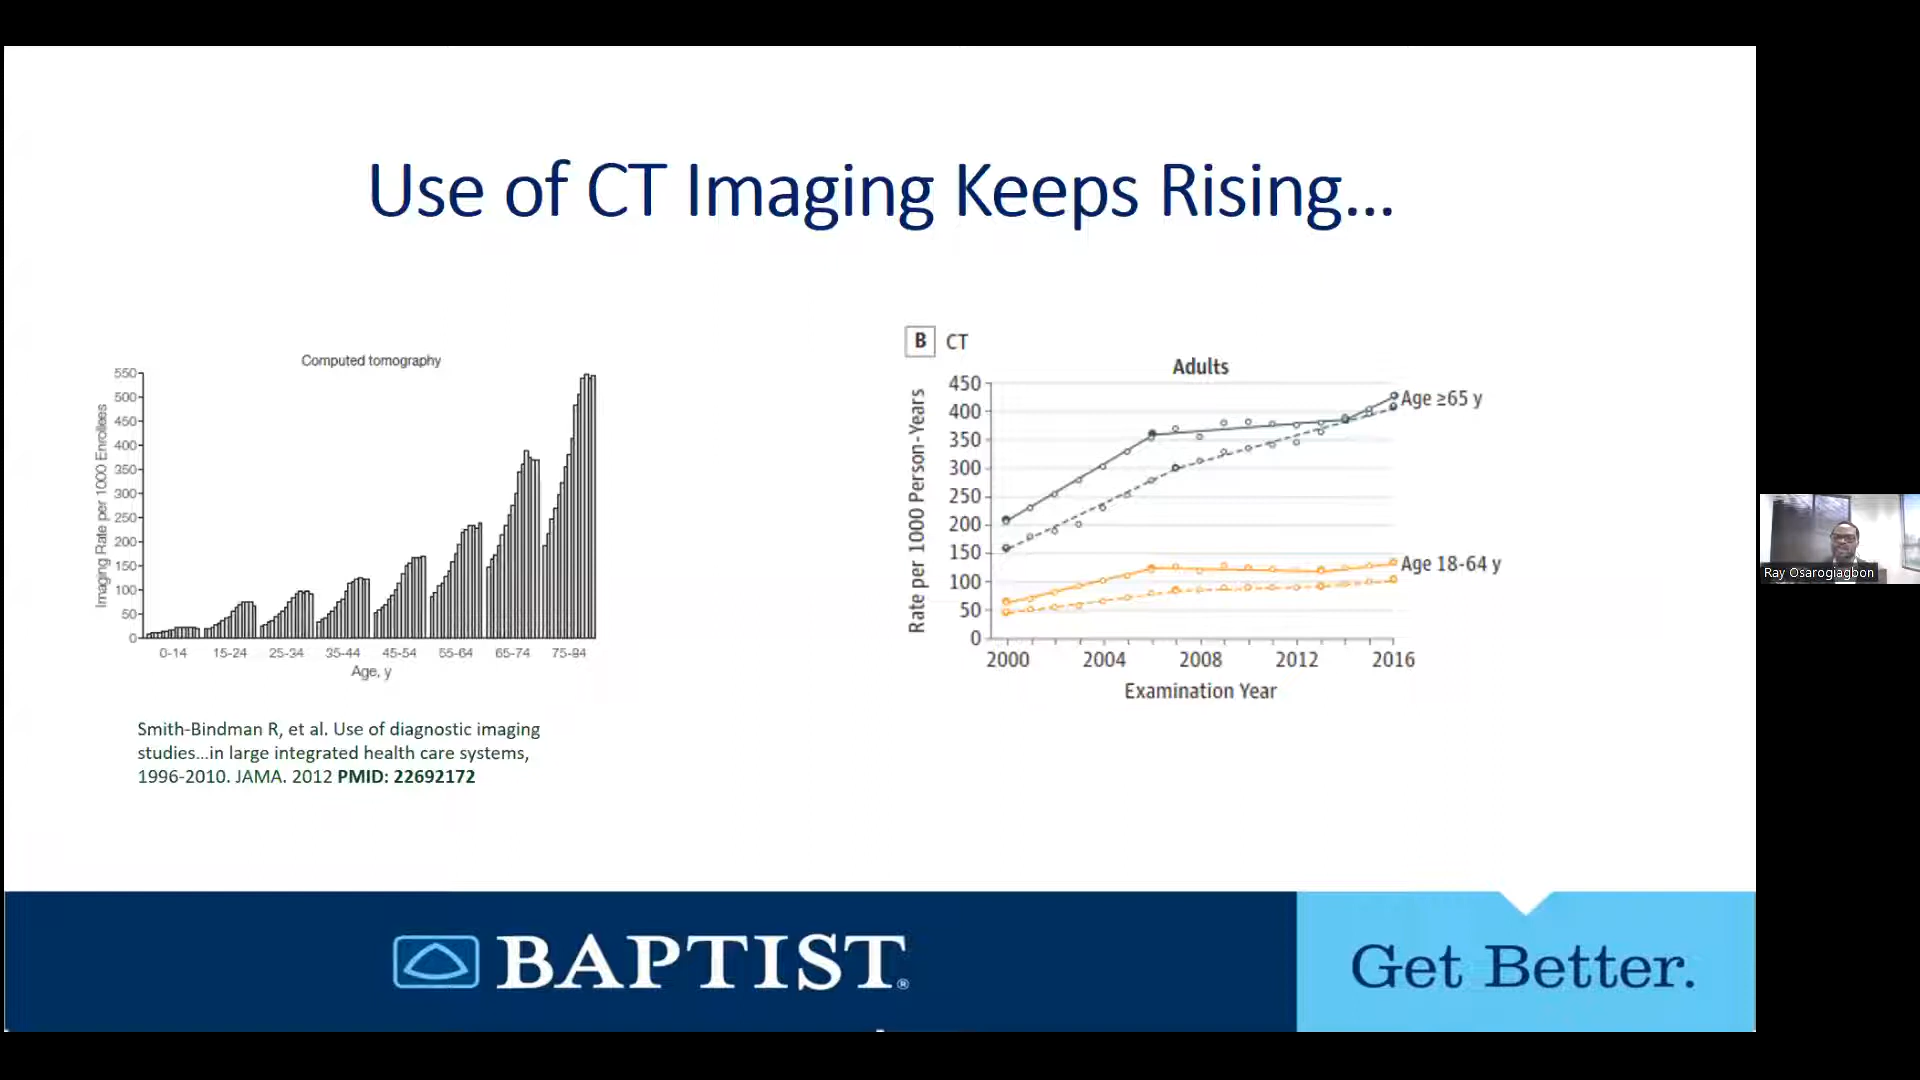 Use of CT Imaging Keeps Rising...
Computed tomography
Imaging Rate per 1000 Enrollees
550
500
450
400
350
300
250
200
150
100
50
0
0-14 15-24 25-34 35-44 45-54 55-64 65-74 75-84
Age, y
Smith-Bindman R, et al. Use of diagnostic imaging
studies...in large integrated health care systems,
1996-2010. JAMA. 2012 PMID: 22692172
B CT
Adults
Rate per 1000 Person-Years
450
400
350
300
250
200
150
100
50
0
Age ≥65 y
Age 18-64 y
2000 2004 2008 2012 2016
Examination Year
Ray Osarogiagbon
BAPTIST®
Get Better.